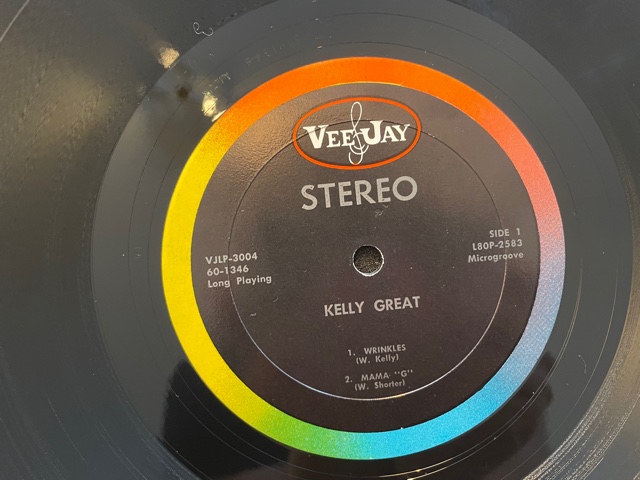 VEE JAY
STEREO
VJLP-3004
60-1346
Long Playing
SIDE 1
L80P-2583
Microgroove
KELLY GREAT
1. WRINKLES
(W. Kelly)
2. MAMA "G"
(W. Shorter)